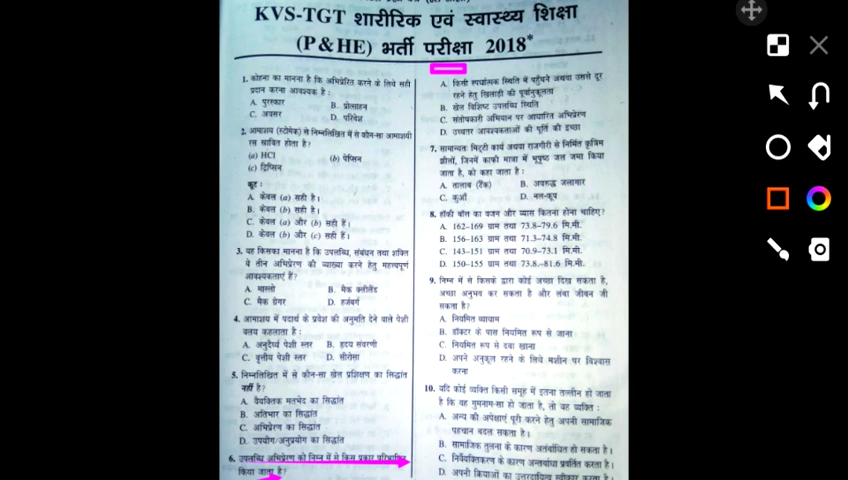 KVS-TGT शारीरिक एवं स्वास्थ्य शिक्षा
(P & HE) भर्ती परीक्षा 2018*
1. कोहना का मानना है कि अभिप्रेरित करने के लिये सही
प्रदान करना आवश्यक है :
A. पुरस्कार B. प्रोत्साहन
C. अवसर D. परिवेश
2. आमाशय (स्टोमेक) से निम्नलिखित में से कौन-सा आमाशयी
रस स्रावित होता है?
(a) HCl (b) पेप्सिन
(c) ट्रिप्सिन
कूट :
A. केवल (a) सही है।
B. केवल (b) सही है।
C. केवल (a) और (b) सही हैं।
D. केवल (b) और (c) सही हैं।
3. यह किसका मानना है कि उपलब्धि, संबंधन तथा शक्ति
ये तीन अभिप्रेरण की व्याख्या करने हेतु महत्त्वपूर्ण
आवश्यकताएं हैं?
A. मास्लो B. मैक क्लीलैंड
C. मैक ग्रेगर D. हर्जबर्ग
4. आमाशय में पदार्थ के प्रवेश की अनुमति देने वाले पेशी
वलय कहलाता है :
A. अनुदैर्ध्य पेशी स्तर B. हृदय संवरणी
C. वृत्तीय पेशी स्तर D. सीरोसा
5. निम्नलिखित में से कौन-सा खेल प्रशिक्षण का सिद्धांत
नहीं है?
A. वैयक्तिक मतभेद का सिद्धांत
B. अतिभार का सिद्धांत
C. अभिप्रेरण का सिद्धांत
D. उपयोग/अनुप्रयोग का सिद्धांत
6. उपलब्धि अभिप्रेरण को निम्न में से किस प्रकार परिभाषित
किया जाता है?
A. किसी स्पर्धात्मक स्थिति में पहुँचने अथवा उससे दूर
रहने हेतु खिलाड़ी की पूर्वानुकूलता
B. खेल विशिष्ट उपलब्धि स्थिति
C. संतोषकारी अभियान पर आधारित अभिप्रेरण
D. उच्चतर आवश्यकताओं की पूर्ति की इच्छा
7. सामान्यतः मिट्टी कार्य अथवा राजगीरी से निर्मित कृत्रिम
झीलों, जिनमें काफी मात्रा में भूपृष्ठ जल जमा किया
जाता है, को कहा जाता है :
A. तालाब (टैंक) B. अवरुद्ध जलागार
C. कुआँ D. नल-कूप
8. हॉकी बॉल का वजन और व्यास कितना होना चाहिए?
A. 162-169 ग्राम तथा 73.8-79.6 मि.मी.
B. 156-163 ग्राम तथा 71.3-74.8 मि.मी.
C. 143-151 ग्राम तथा 70.9-73.1 मि.मी.
D. 150-155 ग्राम तथा 73.8.-81.6 मि.मी.
9. निम्न में से किसके द्वारा कोई अच्छा दिख सकता है,
अच्छा अनुभव कर सकता है और लंबा जीवन जी
सकता है?
A. नियमित व्यायाम
B. डॉक्टर के पास नियमित रूप से जाना
C. नियमित रूप से दवा खाना
D. अपने अनुकूल रहने के लिये मशीन पर विश्वास
करना
10. यदि कोई व्यक्ति किसी समूह में इतना तल्लीन हो जाता
है कि वह गुमनाम-सा हो जाता है, तो वह व्यक्ति :
A. अन्य की अपेक्षाएं पूरी करने हेतु अपनी सामाजिक
पहचान बदल सकता है।
B. सामाजिक तुलना के कारण अतंर्बाधित हो सकता है।
C. निर्वैयक्तिकरण के कारण अन्तर्बाधा प्रवर्तित करता है।
D. अपनी क्रियाओं का उत्तरदायित्व स्वीकार करता है।